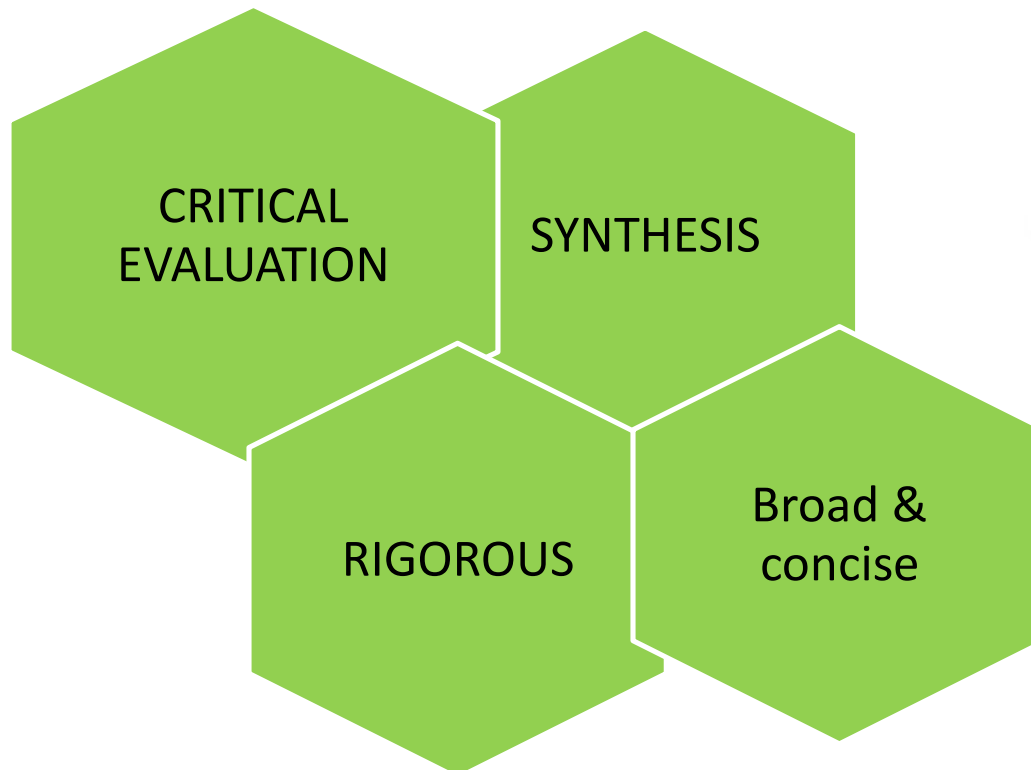 CRITICAL
EVALUATION
SYNTHESIS
RIGOROUS
Broad &
concise